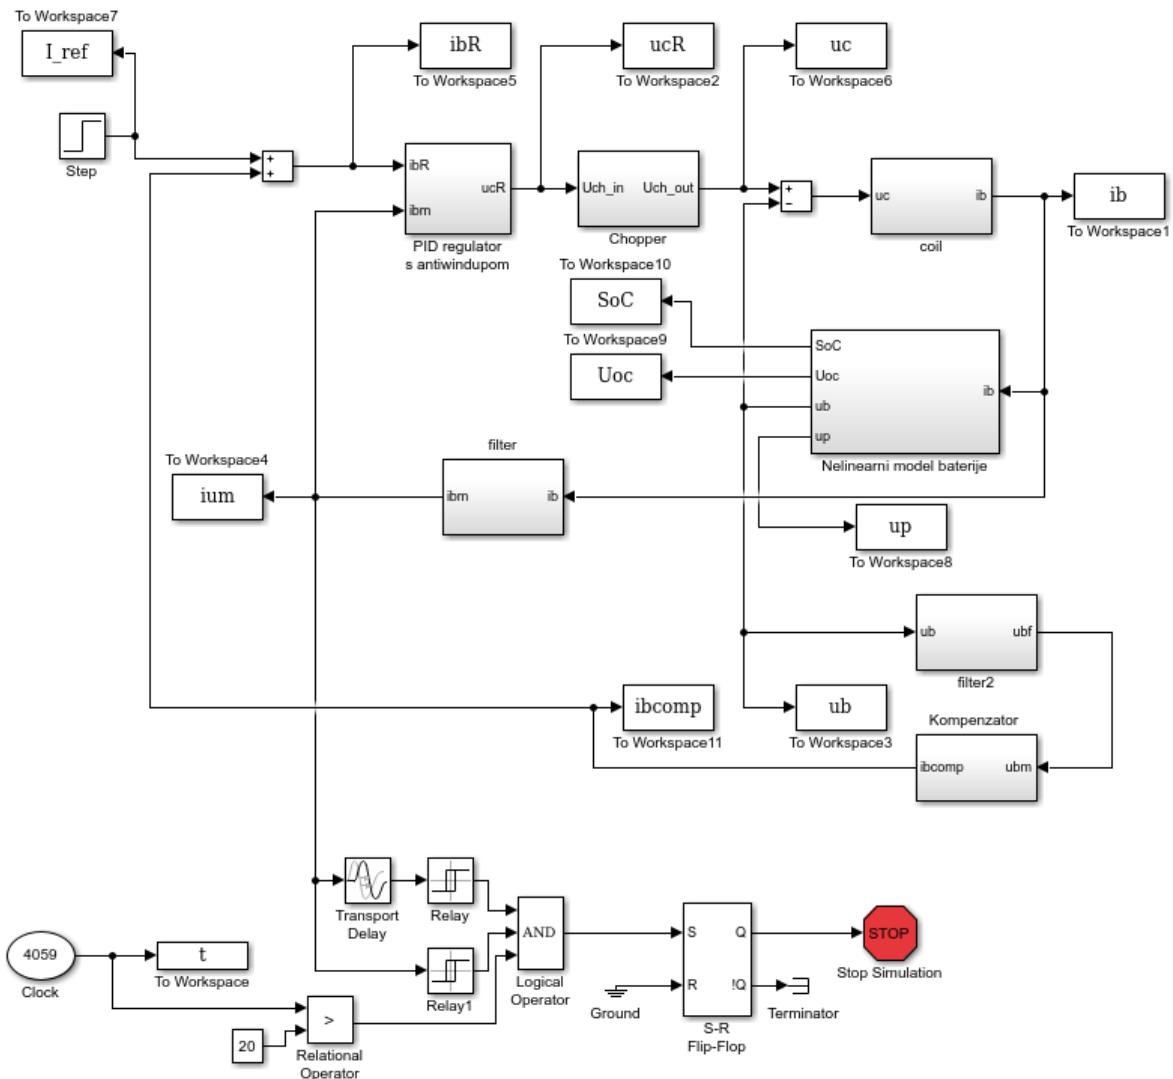 To Workspace7
I_ref
Step
+
+
ibR
To Workspace5
ucR
To Workspace2
uc
To Workspace6
ibR
ucR
ibm
PID regulator
s antiwindupom
Uch_in
Uch_out
Chopper
+
−
uc
ib
coil
ib
To Workspace1
To Workspace10
SoC
To Workspace9
Uoc
SoC
Uoc
ub
up
ib
Nelinearni model baterije
To Workspace4
ium
filter
ibm
ib
up
To Workspace8
ub
ubf
filter2
ibcomp
To Workspace11
ub
To Workspace3
Kompenzator
ibcomp
ubm
Transport
Delay
Relay
Relay1
AND
Logical
Operator
4059
Clock
t
To Workspace
20
>
Relational
Operator
Ground
S
Q
R
!Q
S-R
Flip-Flop
STOP
Stop Simulation
Terminator